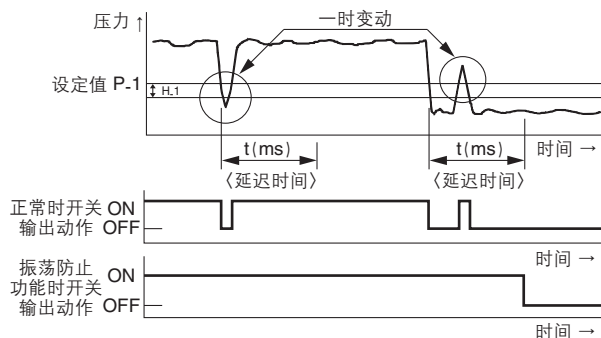 压力 ↑
一时变动
设定值 P-1
H-1
t(ms)
t(ms)
时间 →
〈延迟时间〉
〈延迟时间〉
正常时开关 ON
输出动作 OFF
时间 →
振荡防止
功能时开关
输出动作
ON
OFF
时间 →